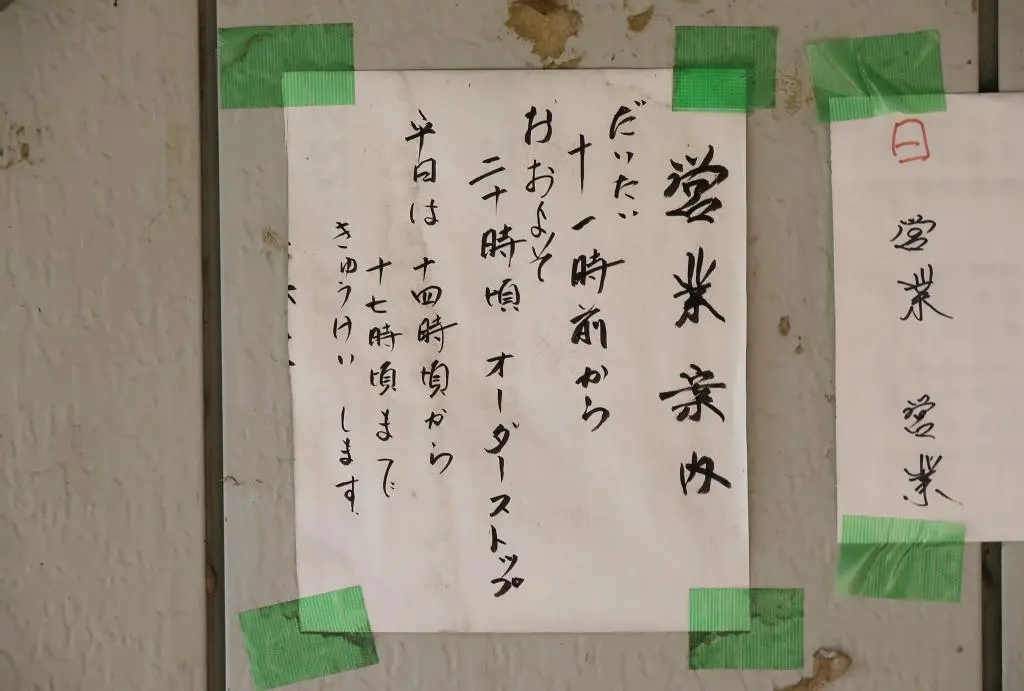 日 営業 営業
営業案内
だいたい
十一時前から
おおよそ
二十時頃 オーダーストップ
平日は 十四時頃から
十七時頃まで
きゅうけい します